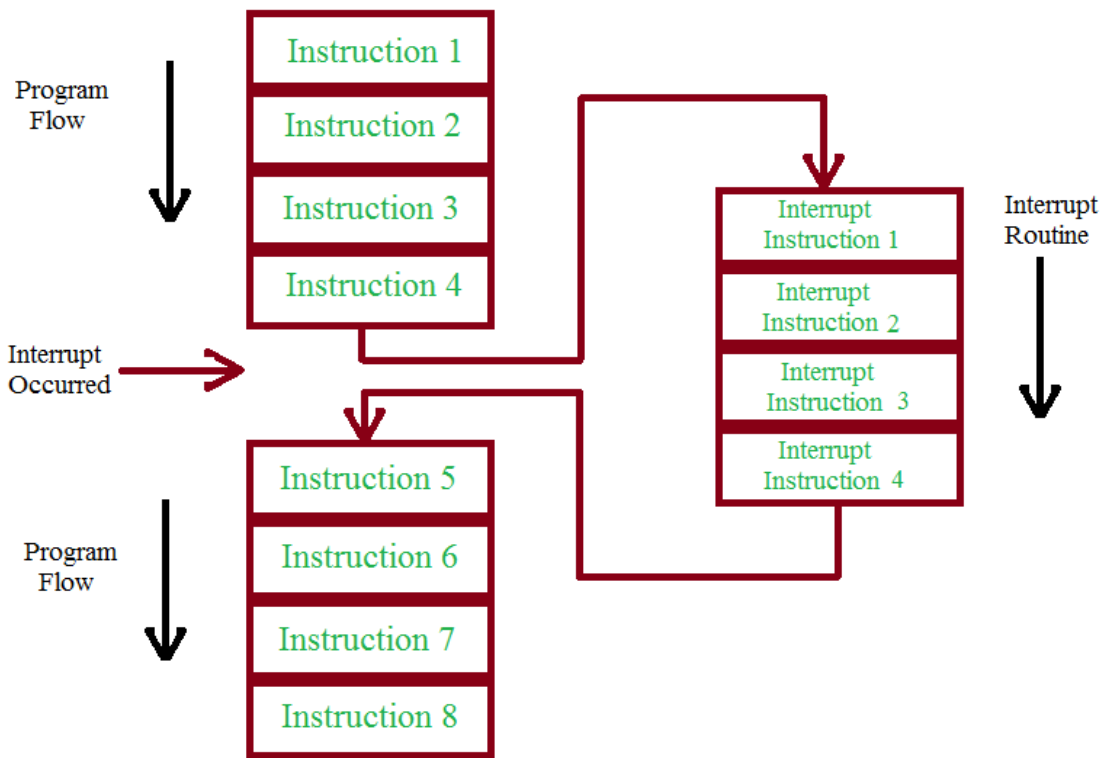 Program
Flow
Instruction 1
Instruction 2
Instruction 3
Instruction 4
Interrupt
Occurred
Interrupt
Instruction 1
Interrupt
Instruction 2
Interrupt
Instruction 3
Interrupt
Instruction 4
Interrupt
Routine
Program
Flow
Instruction 5
Instruction 6
Instruction 7
Instruction 8